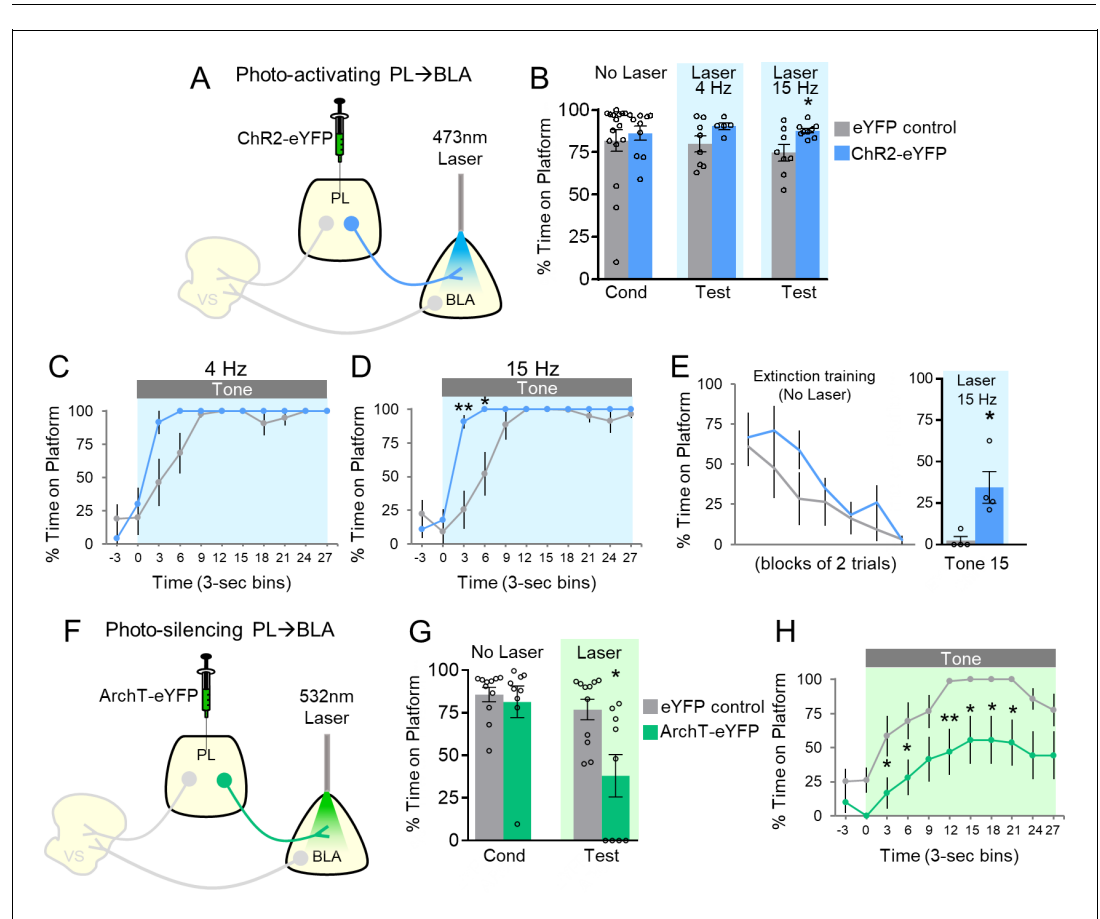 A
Photo-activating PL→BLA
ChR2-eYFP
473nm
Laser
PL
VS
BLA
B
No Laser
Laser
4 Hz
Laser
15 Hz
*
% Time on Platform
100
75
50
25
0
Cond
Test
Test
eYFP control
ChR2-eYFP
C
4 Hz
Tone
% Time on Platform
100
75
50
25
0
-3 0 3 6 9 12 15 18 21 24 27
Time (3-sec bins)
D
15 Hz
Tone
** *
% Time on Platform
100
75
50
25
0
-3 0 3 6 9 12 15 18 21 24 27
Time (3-sec bins)
E
Extinction training
(No Laser)
% Time on Platform
100
75
50
25
0
(blocks of 2 trials)
Laser
15 Hz
*
100
75
50
25
0
Tone 15
F
Photo-silencing PL→BLA
ArchT-eYFP
532nm
Laser
PL
VS
BLA
G
No Laser
Laser
*
% Time on Platform
100
75
50
25
0
Cond
Test
eYFP control
ArchT-eYFP
H
Tone
% Time on Platform
100
75
50
25
0
* * ** * * *
-3 0 3 6 9 12 15 18 21 24 27
Time (3-sec bins)